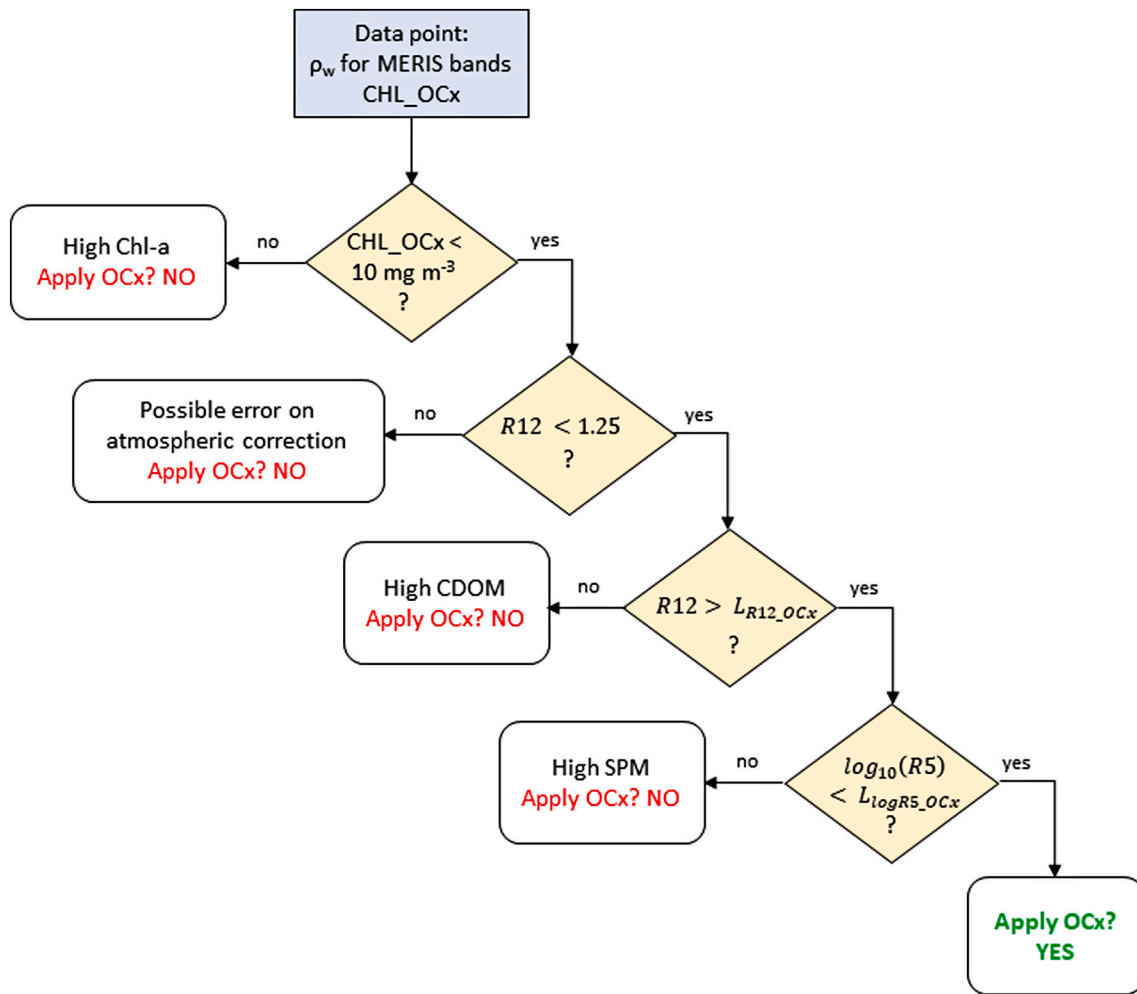 Data point:
ρw for MERIS bands
CHL_OCx
CHL_OCx <
10 mg m-3
?
no
yes
High Chl-a
Apply OCx? NO
R12 < 1.25
?
no
yes
Possible error on
atmospheric correction
Apply OCx? NO
R12 > LR12_OCx
?
no
yes
High CDOM
Apply OCx? NO
log10(R5)
< LlogR5_OCx
?
no
yes
High SPM
Apply OCx? NO
Apply OCx?
YES